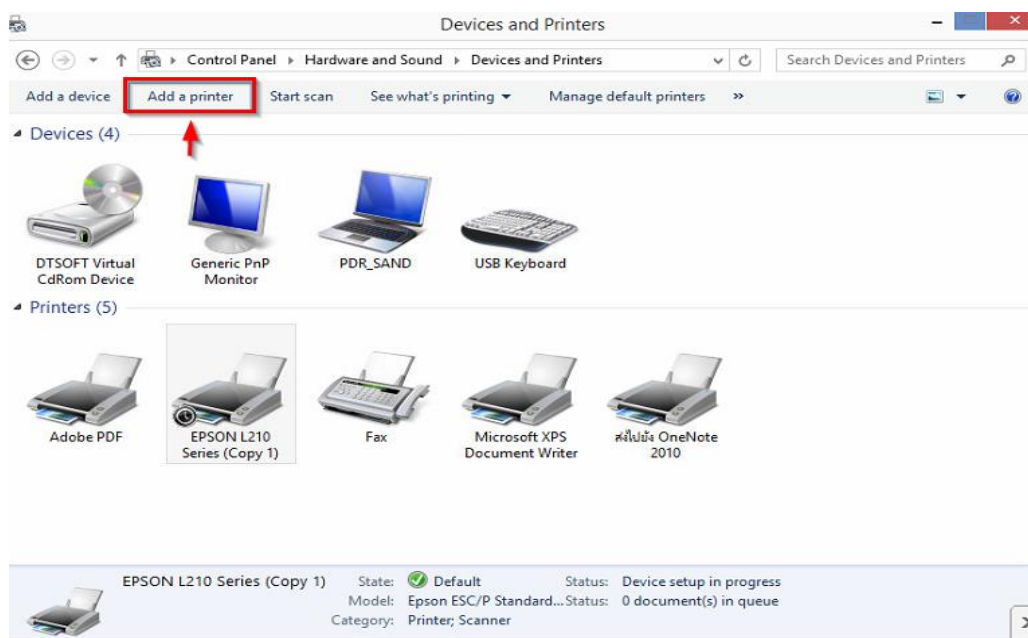 Devices and Printers
Control Panel Hardware and Sound Devices and Printers Search Devices and Printers
Add a device Add a printer Start scan See what's printing Manage default printers »
Devices (4)
DTSOFT Virtual
CdRom Device
Generic PnP
Monitor
PDR_SAND
USB Keyboard
Printers (5)
Adobe PDF
EPSON L210
Series (Copy 1)
Fax
Microsoft XPS
Document Writer
ส่งไปยัง OneNote
2010
EPSON L210 Series (Copy 1) State: Default Status: Device setup in progress
Model: Epson ESC/P Standard... Status: 0 document(s) in queue
Category: Printer; Scanner